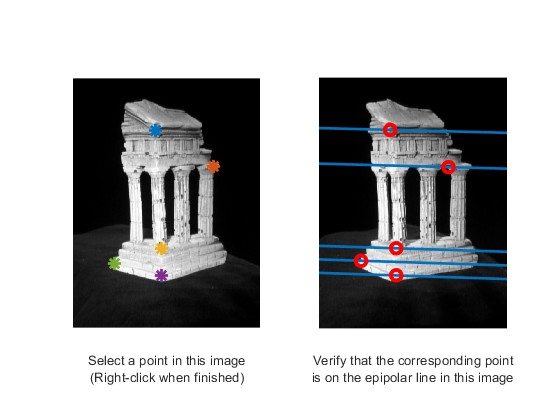 Select a point in this image
(Right-click when finished)
Verify that the corresponding point
is on the epipolar line in this image